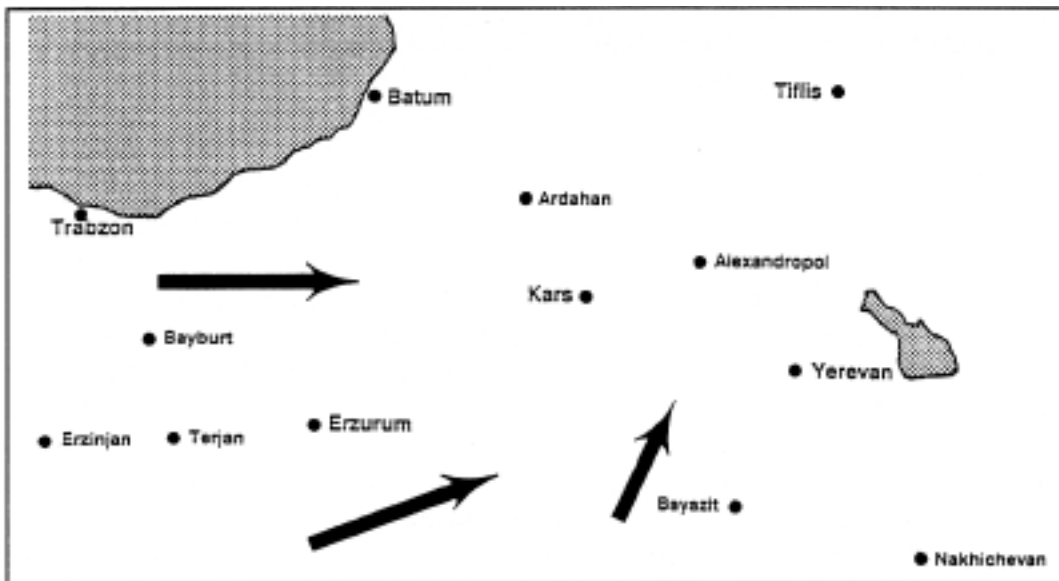 Tiflis
Batum
Ardahan
Trabzon
Alexandropol
Kars
Bayburt
Yerevan
Erzurum
Erzinjan
Terjan
Bayazit
Nakhichevan